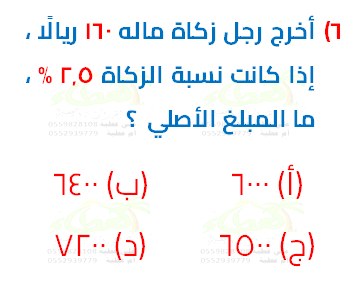 ٦) أخرج رجل زكاة ماله ١٦٠ ريالًا ،
إذا كانت نسبة الزكاة ٢,٥ % ،
ما المبلغ الأصلي ؟
(أ) ٦٠٠٠ (ب) ٦٤٠٠
(ج) ٦٥٠٠ (د) ٧٢٠٠